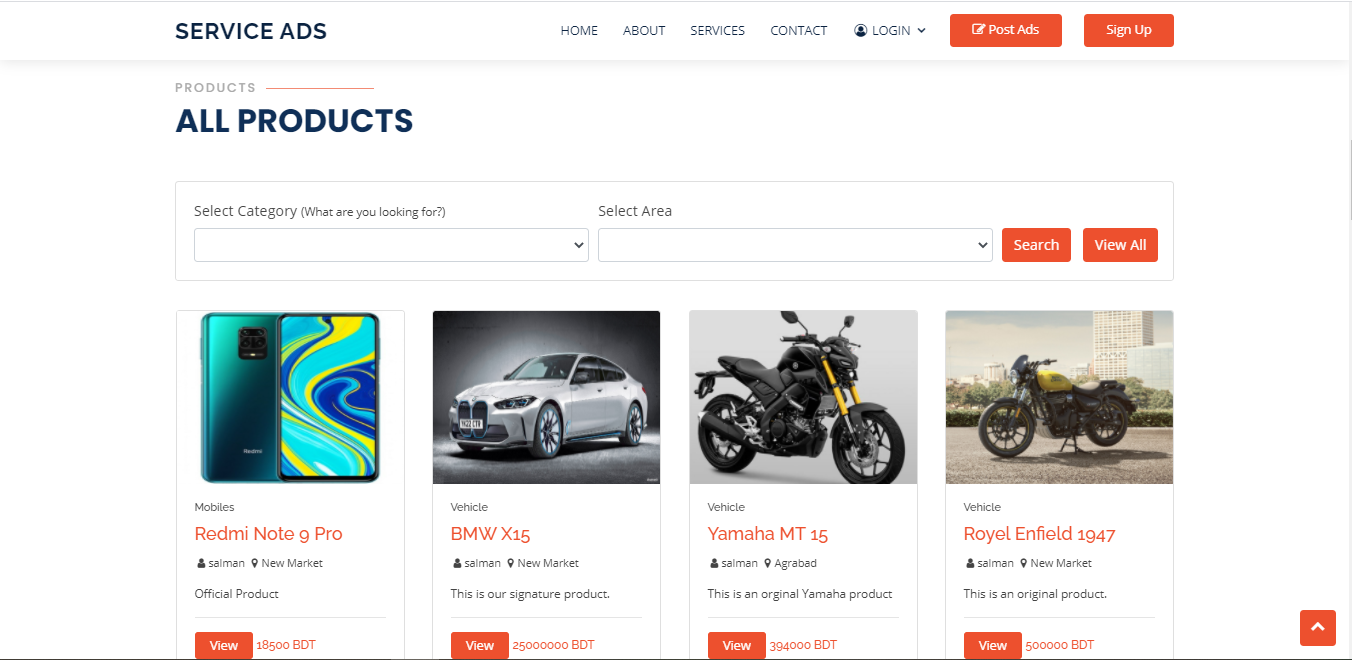 SERVICE ADS
HOME ABOUT SERVICES CONTACT LOGIN Post Ads Sign Up
PRODUCTS
ALL PRODUCTS
Select Category (What are you looking for?) Select Area
Search View All
Redmi
Mobiles Vehicle Vehicle Vehicle
Redmi Note 9 Pro BMW X15 Yamaha MT 15 Royel Enfield 1947
salman New Market salman New Market salman Agrabad salman New Market
Official Product This is our signature product. This is an orginal Yamaha product This is an original product.
View 18500 BDT View 25000000 BDT View 394000 BDT View 500000 BDT